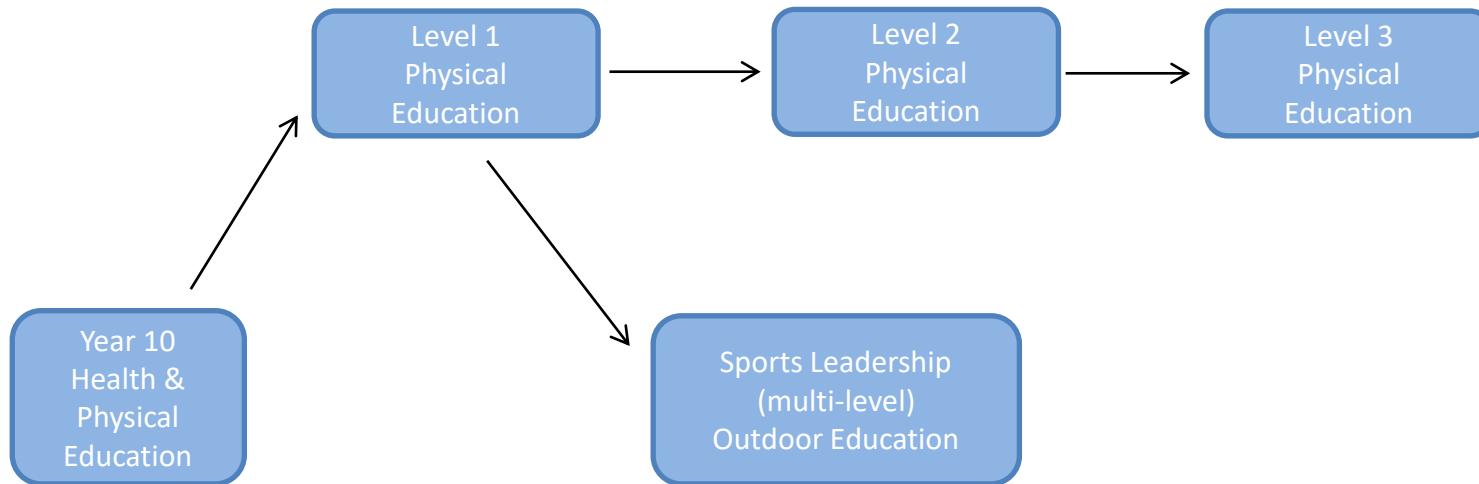 Level 1
Physical
Education
Level 2
Physical
Education
Level 3
Physical
Education
Year 10
Health &
Physical
Education
Sports Leadership
(multi-level)
Outdoor Education